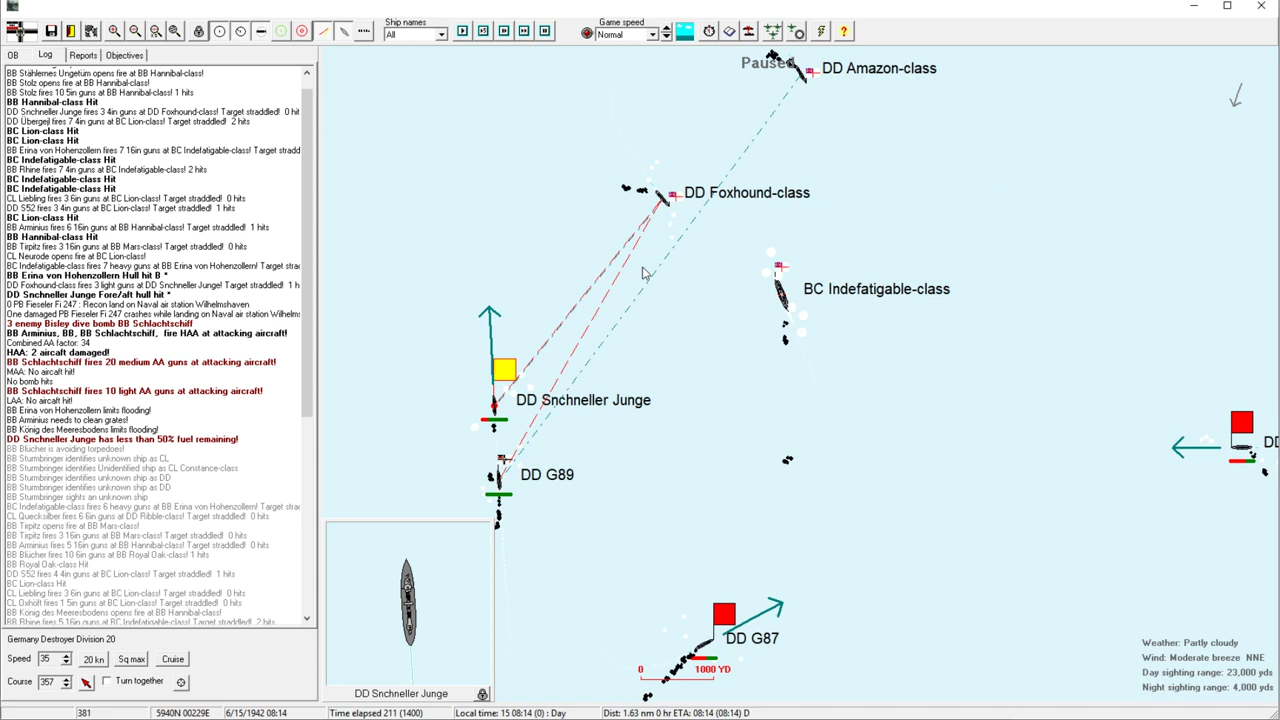 Ship names
All
Game speed
Normal
OB
Log
Reports
Objectives
BB Stählernes Ungetüm opens fire at BB Hannibal-class!
BB Stolz opens fire at BB Hannibal-class!
BB Stolz fires 10 5in guns at BC Indefatigable-class! 1 hits
BB Hannibal-class Hit
DD Snchneller Junge fires 3 4in guns at DD Foxhound-class! Target straddled! 0 hit
DD Übergejl fires 7 4in guns at BC Lion-class! Target straddled! 2 hits
BC Lion-class Hit
BC Lion-class Hit
BB Erina von Hohenzollern fires 7 16in guns at BC Indefatigable-class! Target stradd
BC Indefatigable-class Hit
BB Rhine fires 7 4in guns at BC Indefatigable-class! 2 hits
BC Indefatigable-class Hit
BC Indefatigable-class Hit
CL Liebling fires 3 6in guns at BC Lion-class! Target straddled! 0 hits
DD S52 fires 3 4in guns at BC Lion-class! Target straddled! 1 hits
BC Lion-class Hit
BB Arminius fires 6 16in guns at BB Hannibal-class! Target straddled! 1 hits
BB Hannibal-class Hit
BB Tirpitz fires 3 16in guns at BB Mars-class! Target straddled! 0 hits
CL Neurode opens fire at BC Lion-class!
BC Indefatigable-class fires 7 heavy guns at BB Erina von Hohenzollern! Target strad
BB Erina von Hohenzollern Hull hit B *
DD Foxhound-class fires 3 light guns at DD Snchneller Junge! Target straddled! 1 h
DD Snchneller Junge Fore/aft hull hit *
0 PB Fieseler Fi 247 : Recon land on Naval air station Wilhelmshaven
One damaged PB Fieseler Fi 247 crashes while landing on Naval air station Wilhelms
3 enemy Bisley dive bomb BB Schlachtschiff
BB Arminius, BB, BB Schlachtschiff, fire HAA at attacking aircraft!
Combined AA factor: 34
HAA: 2 aircaft damaged!
BB Schlachtschiff fires 20 medium AA guns at attacking aircraft!
MAA: No aircaft hit!
No bomb hits
BB Schlachtschiff fires 10 light AA guns at attacking aircraft!
LAA: No aircaft hit!
BB Erina von Hohenzollern limits flooding!
BB Arminius needs to clean grates!
BB König des Meeresbodens limits flooding!
DD Snchneller Junge has less than 50% fuel remaining!
BB Blücher is avoiding torpedoes!
BB Sturmbringer identifies unknown ship as CL
BB Sturmbringer identifies Unidentified ship as CL Constance-class
BB Sturmbringer identifies unknown ship as DD
BB Sturmbringer identifies unknown ship as DD
BB Sturmbringer sights an unknown ship
BC Indefatigable-class fires 6 heavy guns at BB Erina von Hohenzollern! Target strad
CL Quecksilber fires 6 6in guns at DD Ribble-class! Target straddled! 0 hits
BB Tirpitz opens fire at BB Mars-class!
BB Tirpitz fires 3 16in guns at BB Mars-class! Target straddled! 0 hits
BB Arminius fires 5 16in guns at BB Hannibal-class! Target straddled! 0 hits
BB Blücher fires 10 6in guns at BB Royal Oak-class! 1 hits
BB Royal Oak-class Hit
DD S52 fires 4 4in guns at BC Lion-class! Target straddled! 1 hits
BC Lion-class Hit
CL Liebling fires 3 6in guns at BC Lion-class! Target straddled! 0 hits
CL Oxhöft fires 1 5in guns at BC Lion-class! Target straddled! 0 hits
BB König des Meeresbodens opens fire at BB Hannibal-class!
BB Rhine fires 5 16in guns at BC Indefatigable-class! Target straddled! 2 hits
Germany Destroyer Division 20
Speed 35 20 kn Sq max Cruise
Course 357 Turn together
Paused
DD Amazon-class
DD Foxhound-class
BC Indefatigable-class
DD Snchneller Junge
DD
DD G89
DD G87
0 1000 YD
DD Snchneller Junge
Weather: Partly cloudy
Wind: Moderate breeze NNE
Day sighting range: 23,000 yds
Night sighting range: 4,000 yds
381
5940N 00229E
6/15/1942 08:14
Time elapsed 211 (1400)
Local time: 15 08:14 (0) : Day
Dist: 1.63 nm 0 hr ETA: 08:14 (08:14) D